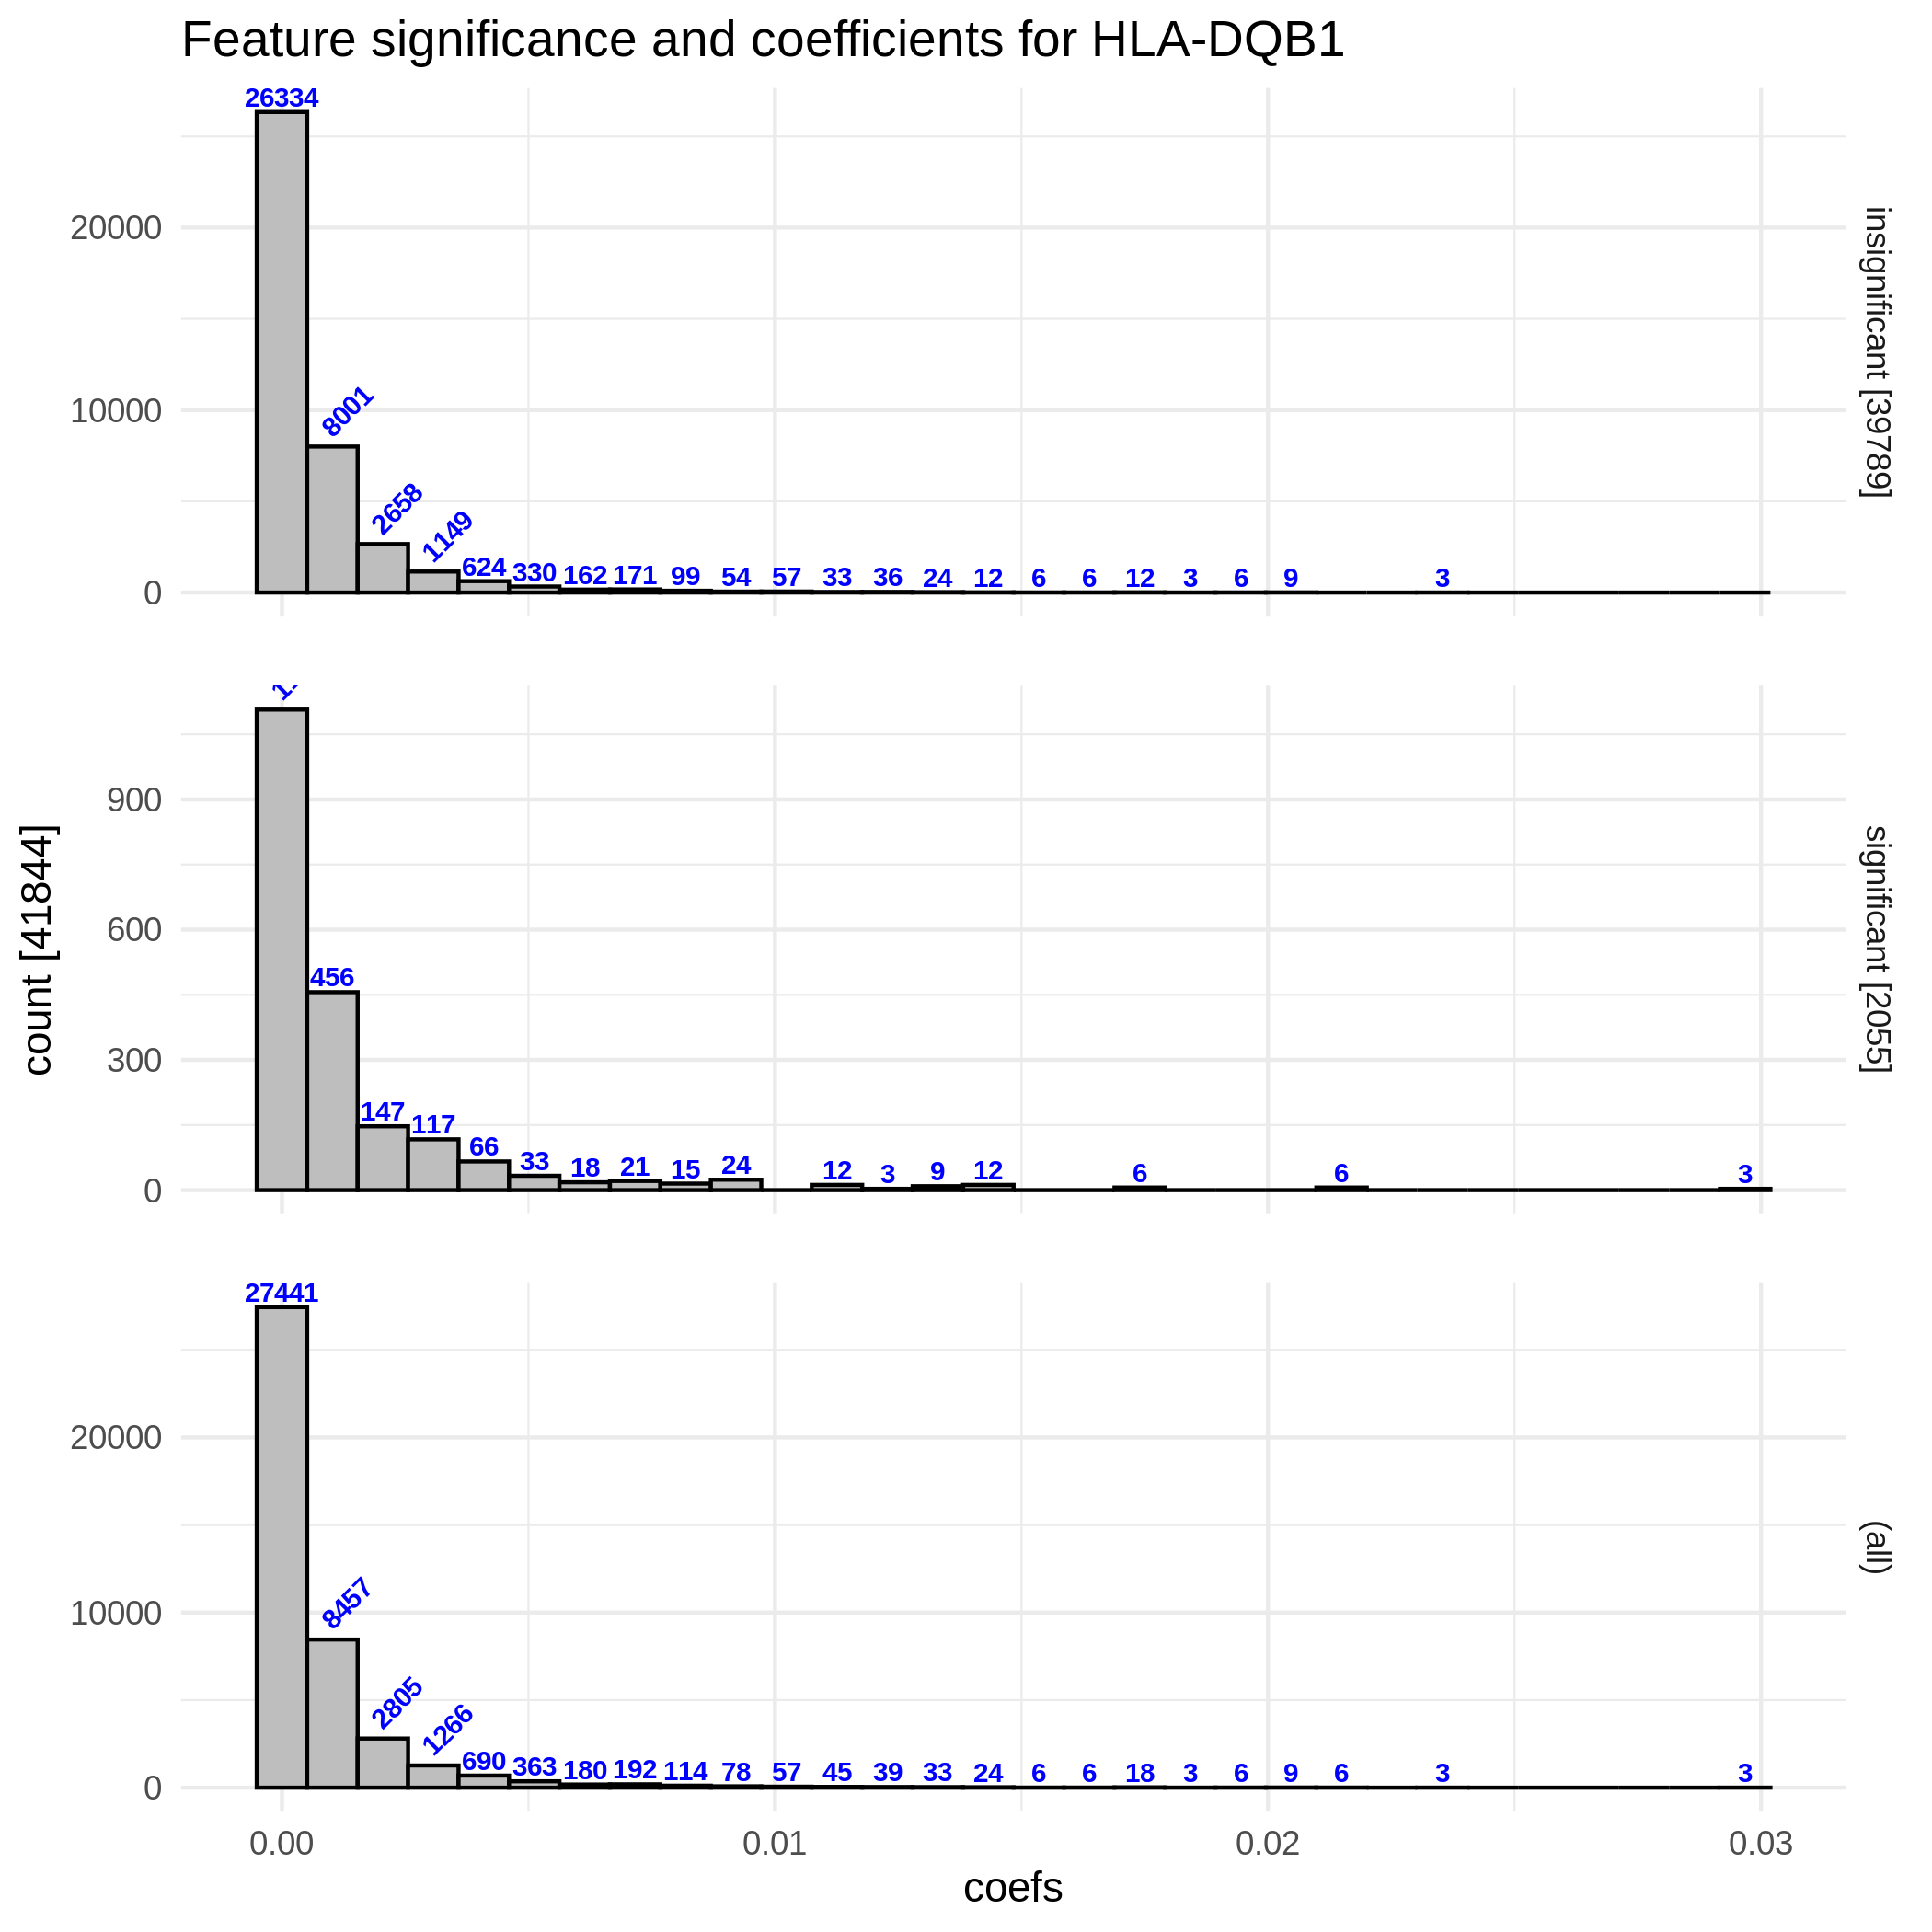 Feature significance and coefficients for HLA-DQB1
26334
8001
2658
1149
624 330 162 171 99 54 57 33 36 24 12 6 6 12 3 6 9 3
20000
10000
0
insignificant [39789]
456
147 117 66 33 18 21 15 24 12 3 9 12 6 6 3
900
600
300
0
significant [2055]
count [41844]
27441
8457
2805
1266
690 363 180 192 114 78 57 45 39 33 24 6 6 18 3 6 9 6 3 3
20000
10000
0
(all)
0.00 0.01 0.02 0.03
coefs